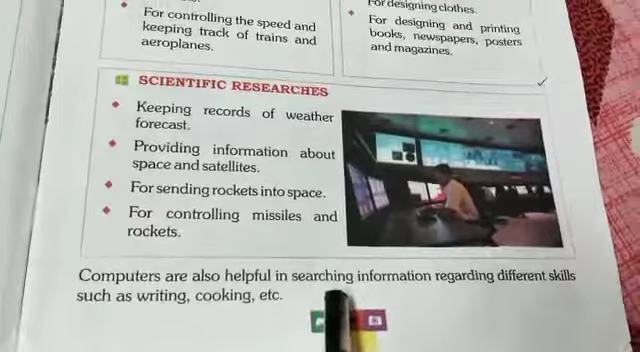 For controlling the speed and
keeping track of trains and
aeroplanes.
For designing clothes.
For designing and printing
books, newspapers, posters
and magazines.
SCIENTIFIC RESEARCHES
Keeping records of weather
forecast.
Providing information about
space and satellites.
For sending rockets into space.
For controlling missiles and
rockets.
Computers are also helpful in searching information regarding different skills
such as writing, cooking, etc.